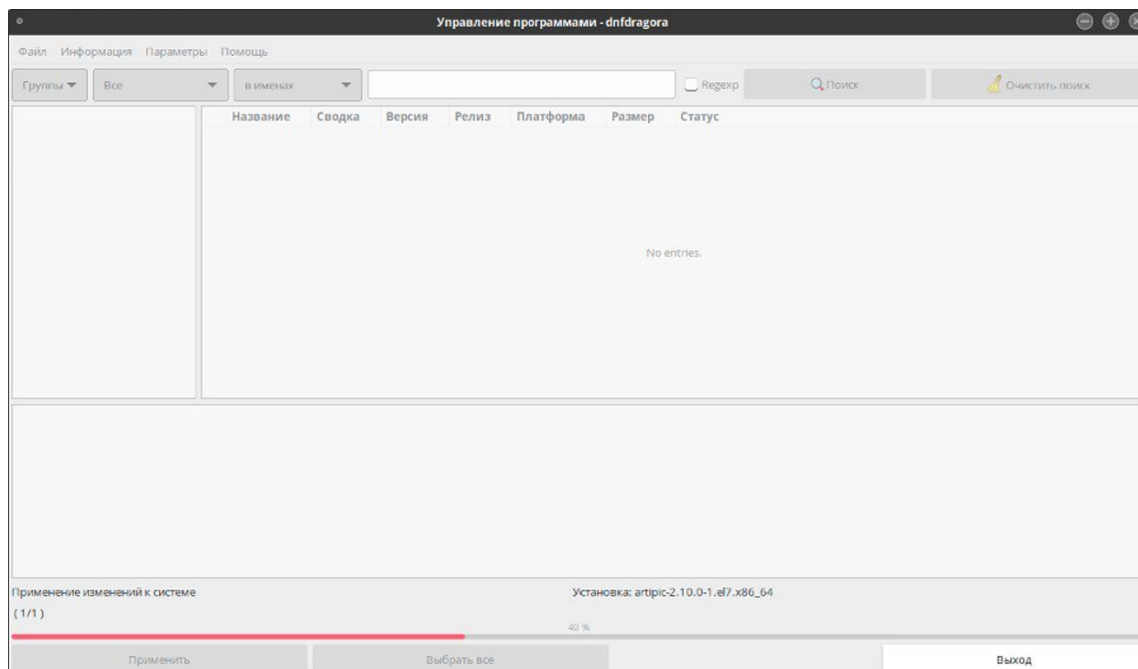 Управление программами - dnfdragora
Файл Информация Параметры Помощь
Группы Все в именах Regexp Поиск Очистить поиск
Название Сводка Версия Релиз Платформа Размер Статус
No entries.
Применение изменений к системе Установка: artipic-2.10.0-1.el7.x86_64
( 1/1 )
40 %
Применить Выбрать все Выход